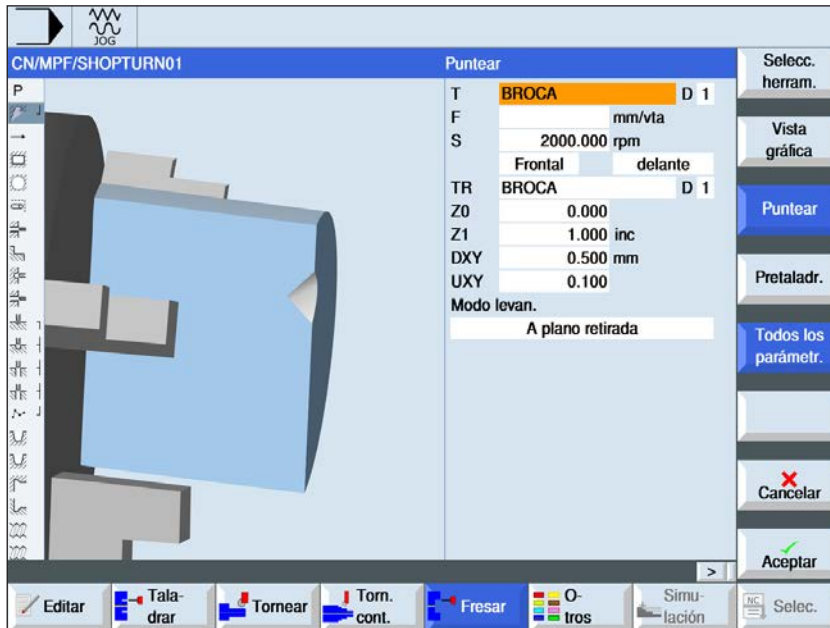 JOG
CN/MPF/SHOPTURN01
P
Puntear
T BROCA D 1
F mm/vta
S 2000.000 rpm
Frontal delante
TR BROCA D 1
Z0 0.000
Z1 1.000 inc
DXY 0.500 mm
UXY 0.100
Modo levan.
A plano retirada
>
Selecc.
herram.
Vista
gráfica
Puntear
Pretaladr.
Todos los
parámetr.
Cancelar
Aceptar
Editar
Tala-
drar
Tornear
Torn.
cont.
Fresar
O-
tros
Simu-
lación
NC
Selec.